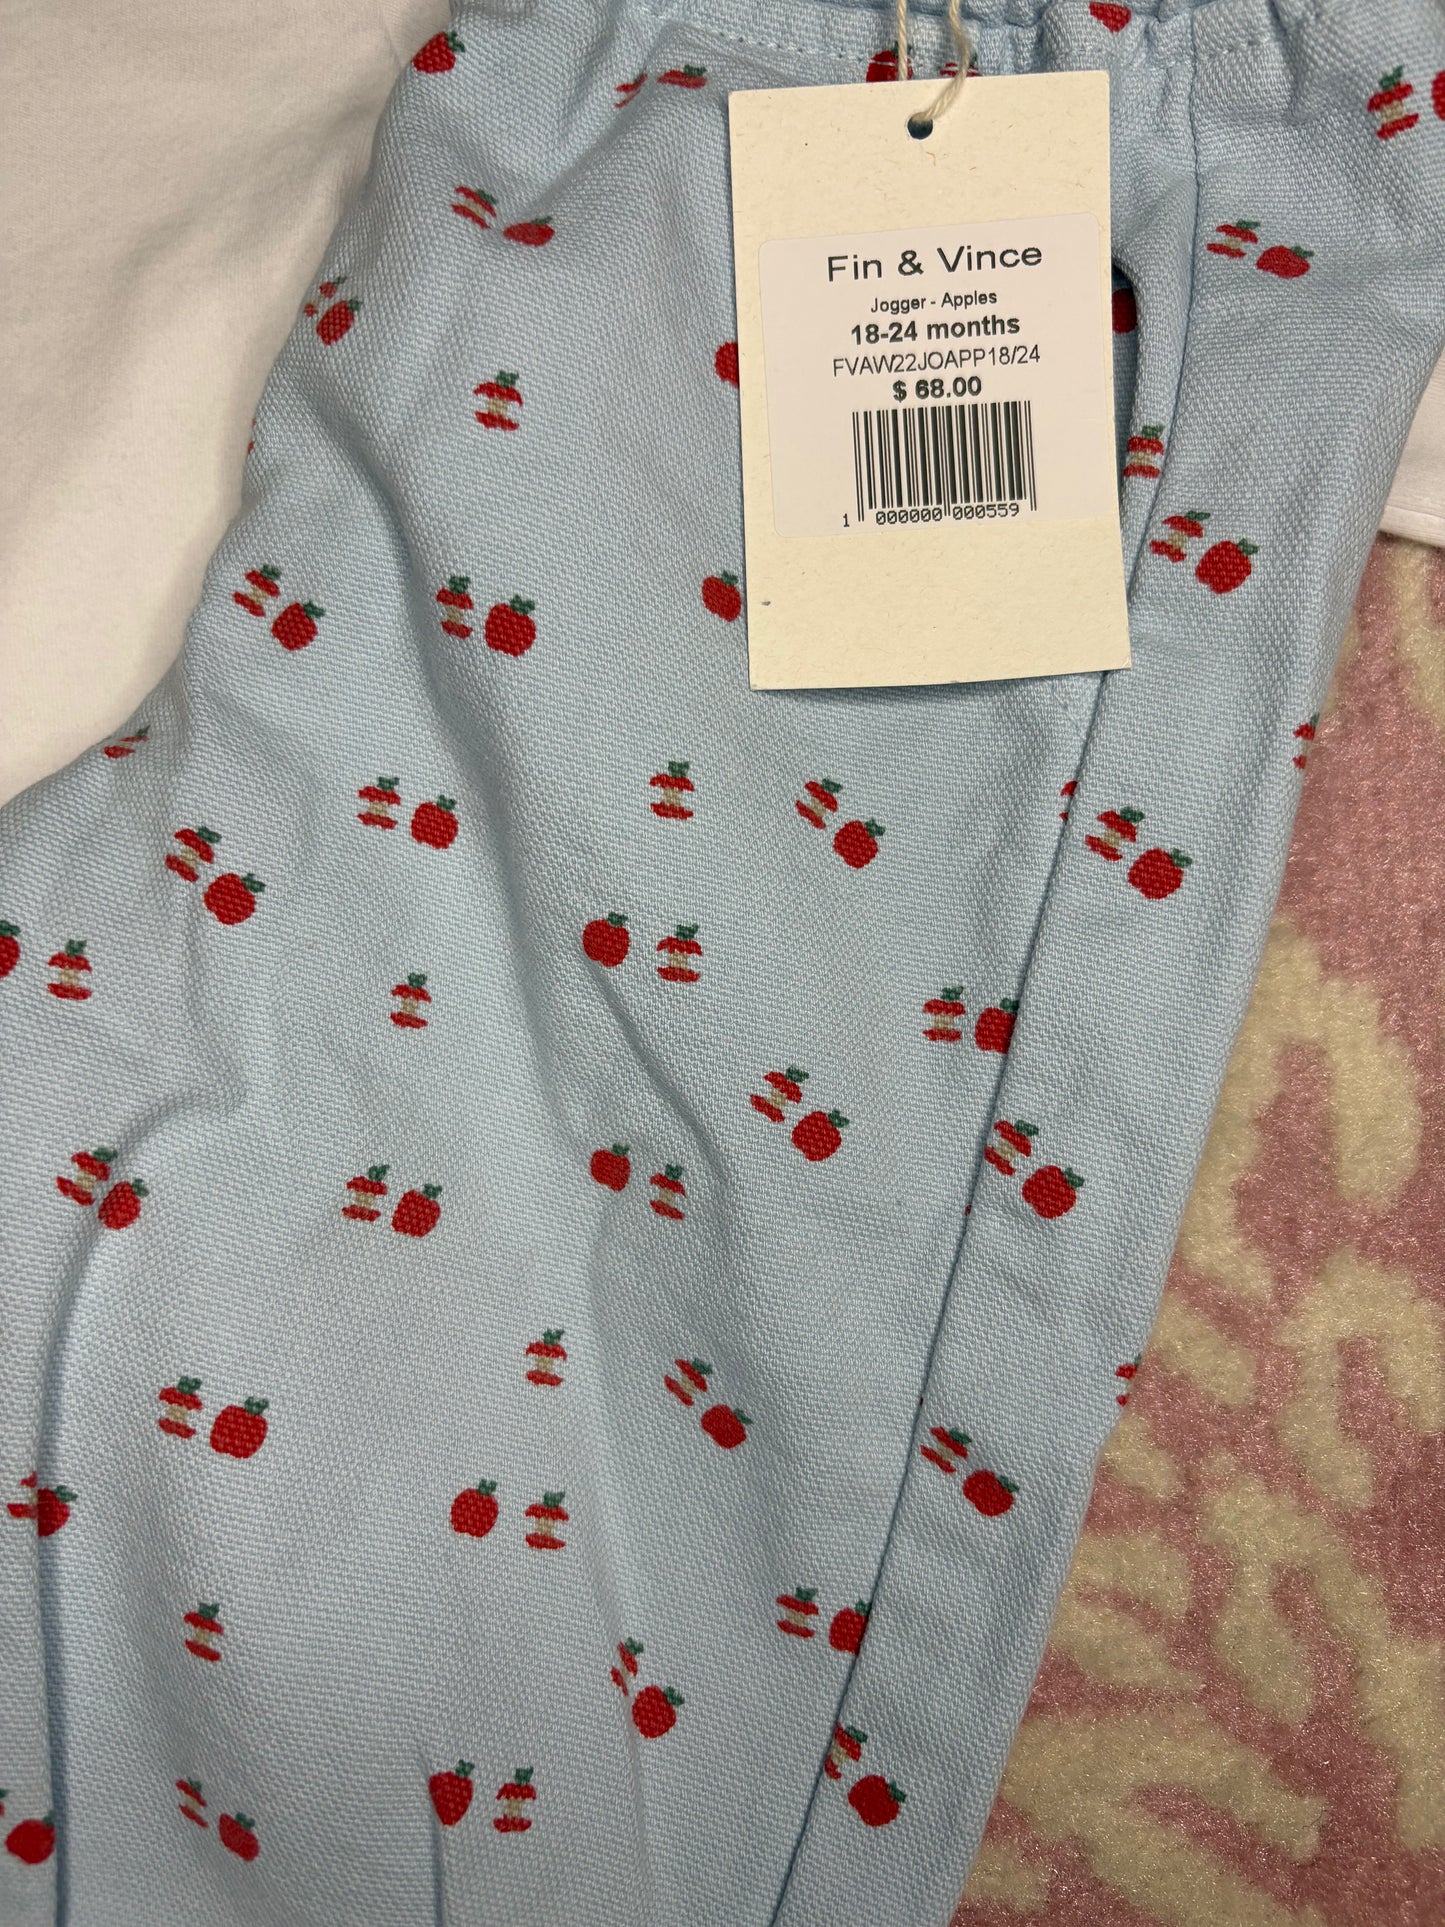 Fin & Vince
Jogger - Apples
18-24 months
FVAW22JOAPP18/24
$ 68.00
1 000000 000559